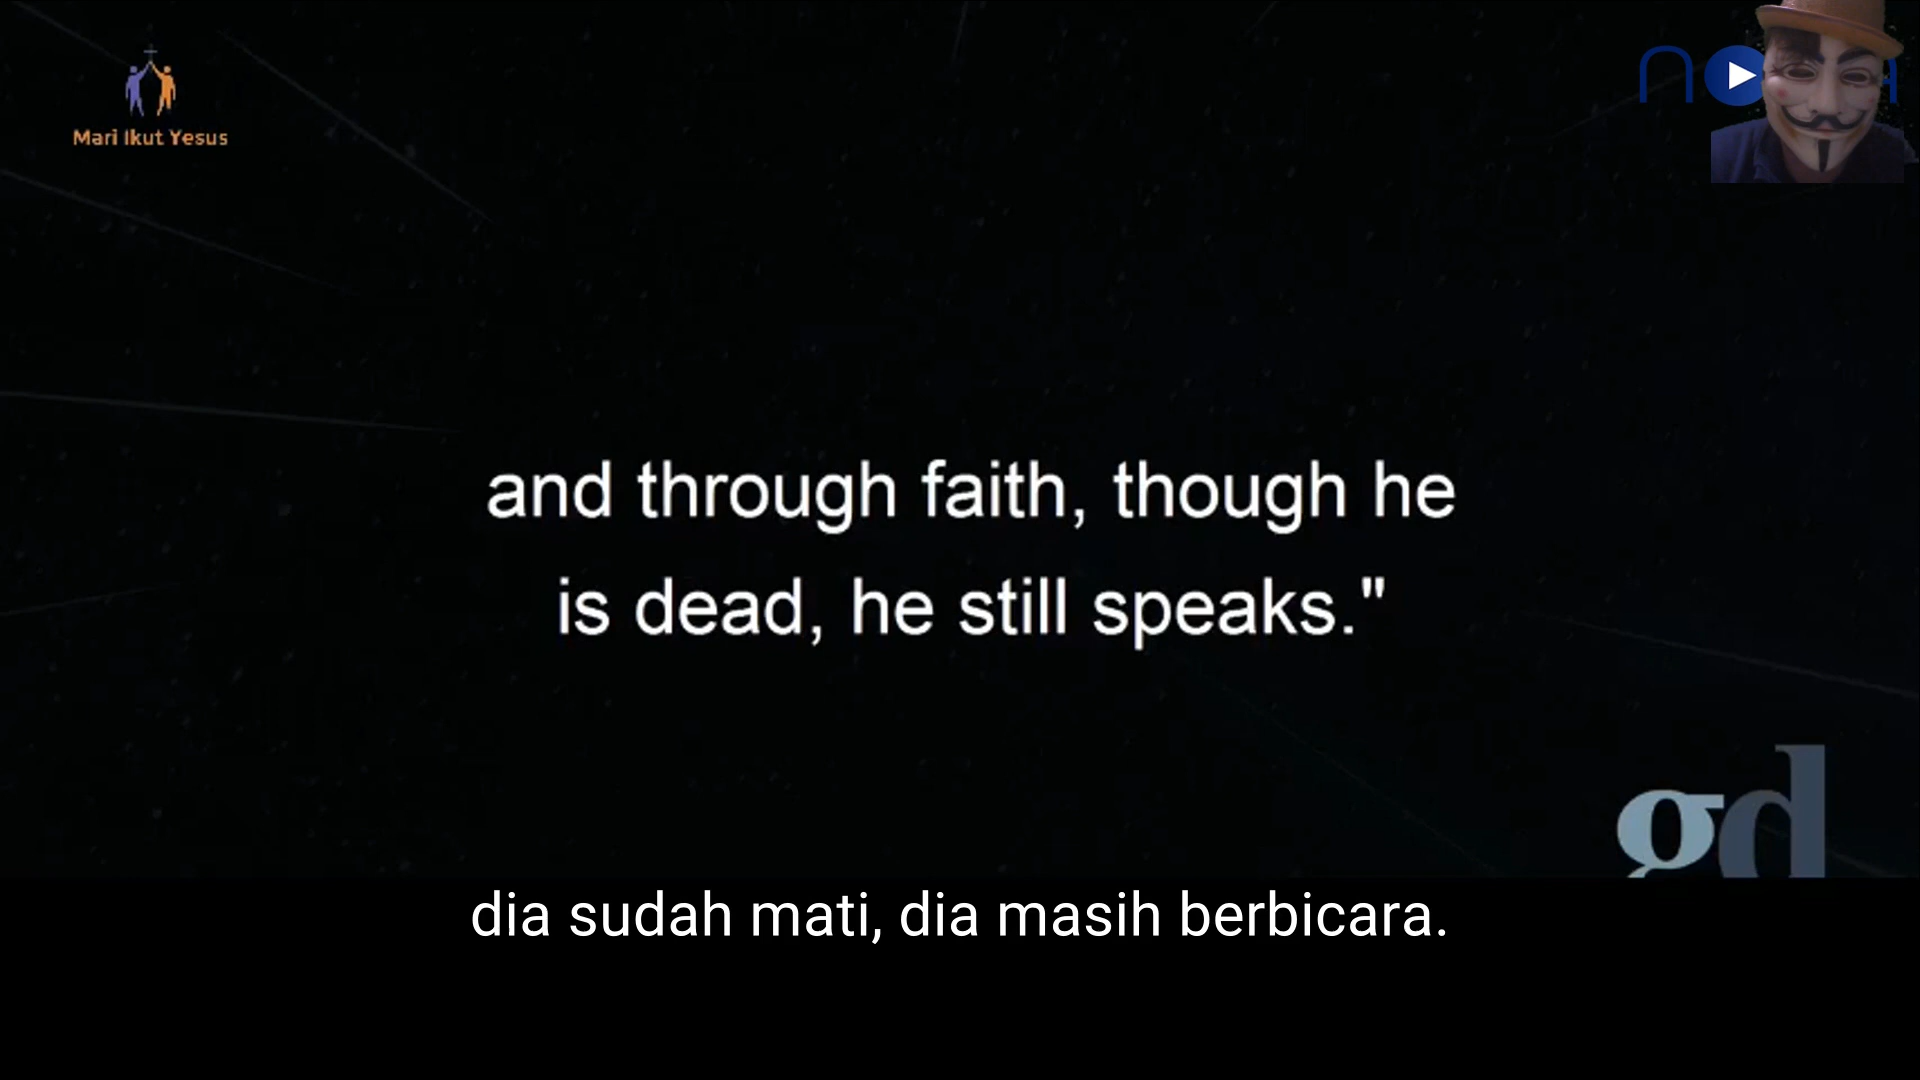 Mari Ikut Yesus
and through faith, though he
is dead, he still speaks."
gd
dia sudah mati, dia masih berbicara.